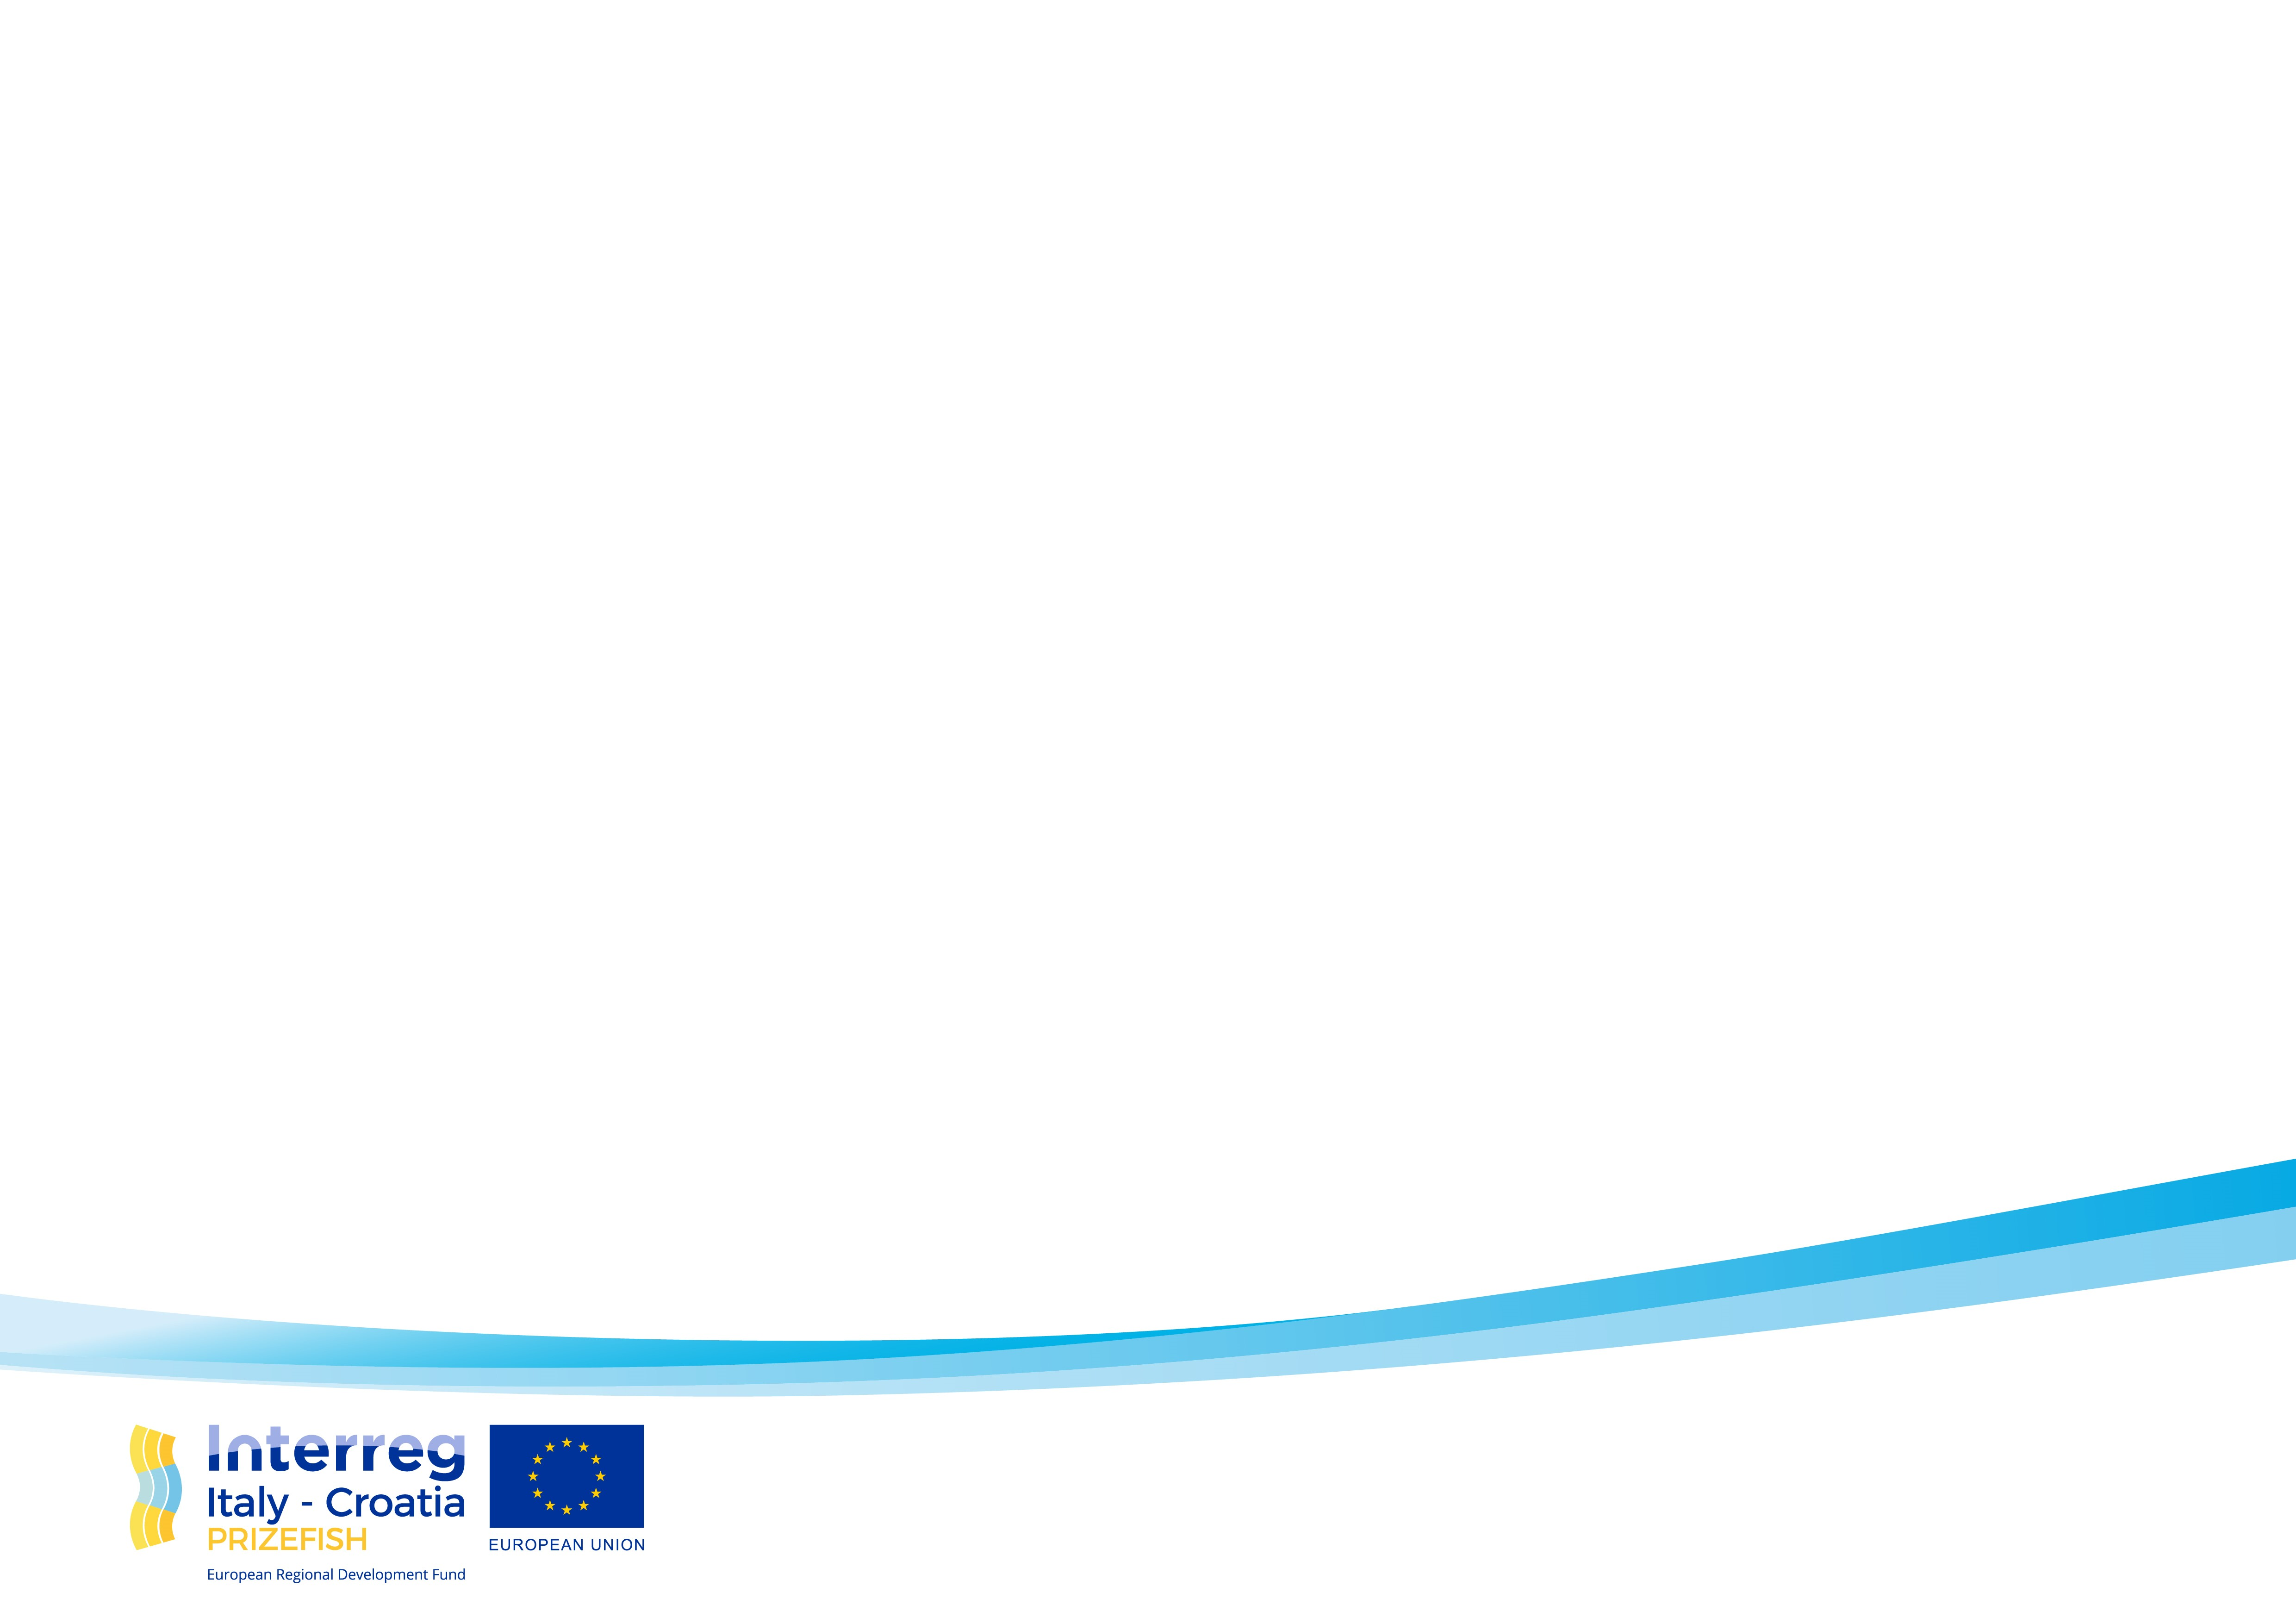 Interreg
Italy - Croatia
PRIZEFISH
European Regional Development Fund
EUROPEAN UNION